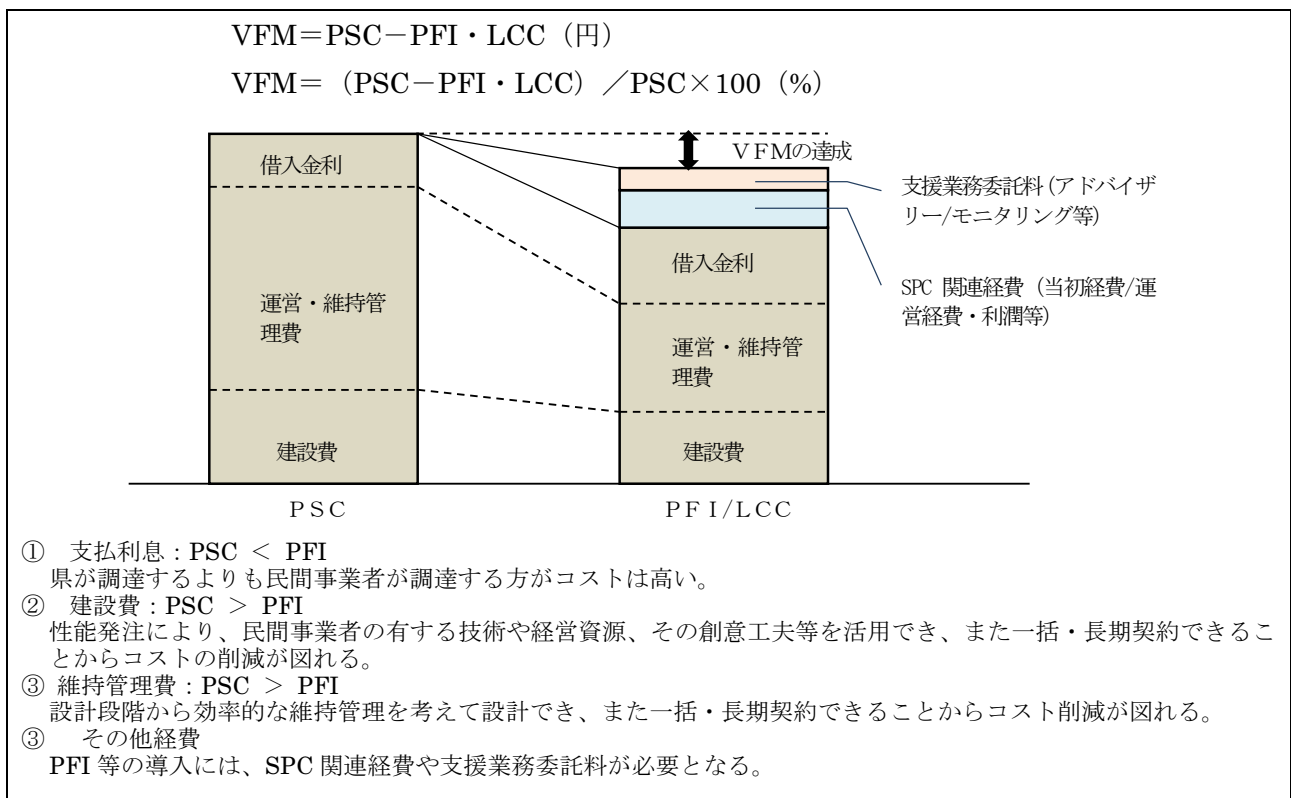 VFM＝PSC－PFI・LCC（円）
VFM＝（PSC－PFI・LCC）／PSC×100（%）
借入金利
運営・維持管
理費
建設費
ＰＳＣ
ＶＦＭの達成
借入金利
運営・維持管
理費
建設費
ＰＦＩ/ＬＣＣ
支援業務委託料（アドバイザ
リー/モニタリング等）
SPC 関連経費（当初経費/運
営経費・利潤等）
① 支払利息：PSC ＜ PFI
県が調達するよりも民間事業者が調達する方がコストは高い。
② 建設費：PSC ＞ PFI
性能発注により、民間事業者の有する技術や経営資源、その創意工夫等を活用でき、また一括・長期契約できるこ
とからコストの削減が図れる。
③ 維持管理費：PSC ＞ PFI
設計段階から効率的な維持管理を考えて設計でき、また一括・長期契約できることからコスト削減が図れる。
③ その他経費
PFI 等の導入には、SPC 関連経費や支援業務委託料が必要となる。